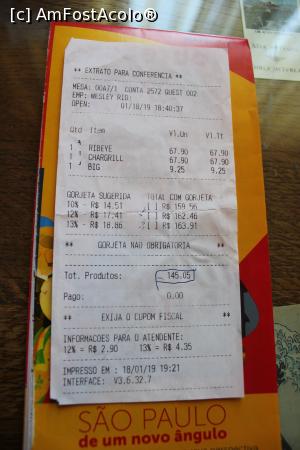 [c] AmFostAcolo®
** EXTRATO PARA CONFERENCIA **
MESA: 00A7/1 CONTA 2572 GUEST 002
EMP: WESLEY RIB:
OPEN: 01/18/19 18:40:37
Qtd Item Vl.Un Vl.Tt
1 RIBEYE 67.90 67.90
1 CHARGRILL 67.90 67.90
1 BIG 9.25 9.25
GORJETA SUGERIDA TOTAL COM GORJETA
10% - R$ 14.51 [ ] R$ 159.56
12% - R$ 17.41 [ ] R$ 162.46
13% - R$ 18.86 [ ] R$ 163.91
** GORJETA NAO OBRIGATORIA **
Tot. Produtos: 145.05
Pago: 0.00
** EXIJA O CUPOM FISCAL **
INFORMACOES PARA O ATENDENTE:
12% = R$ 2.90 13% = R$ 4.35
IMPRESSO EM : 18/01/19 19:21
INTERFACE: V3.6.32.7
SÃO PAULO
de um novo ângulo